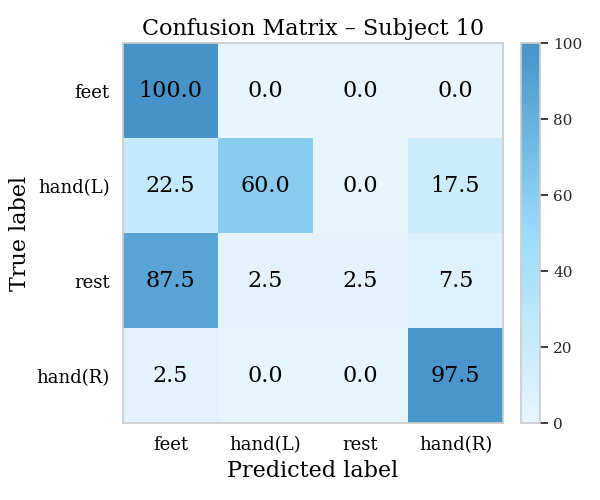 Confusion Matrix – Subject 10
True label
feet 100.0 0.0 0.0 0.0
hand(L) 22.5 60.0 0.0 17.5
rest 87.5 2.5 2.5 7.5
hand(R) 2.5 0.0 0.0 97.5
feet hand(L) rest hand(R)
Predicted label
100
80
60
40
20
0